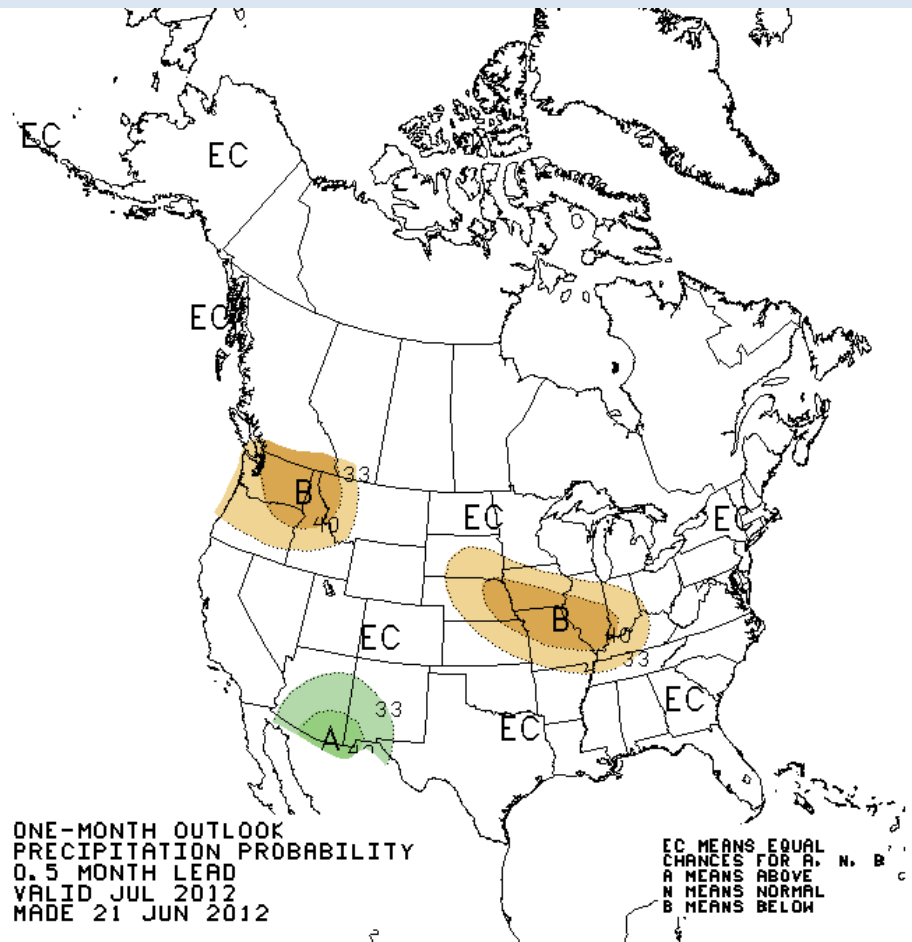 EC
EC
EC
33
B
40
EC
EC
B
40
33
EC
EC
33
EC
A
40
ONE-MONTH OUTLOOK
PRECIPITATION PROBABILITY
0.5 MONTH LEAD
VALID JUL 2012
MADE 21 JUN 2012
EC MEANS EQUAL
CHANCES FOR A, N, B
A MEANS ABOVE
N MEANS NORMAL
B MEANS BELOW